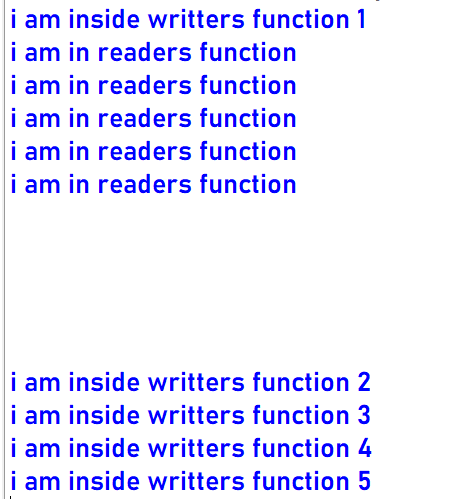 i am inside writters function 1
i am in readers function
i am in readers function
i am in readers function
i am in readers function
i am in readers function
i am inside writters function 2
i am inside writters function 3
i am inside writters function 4
i am inside writters function 5